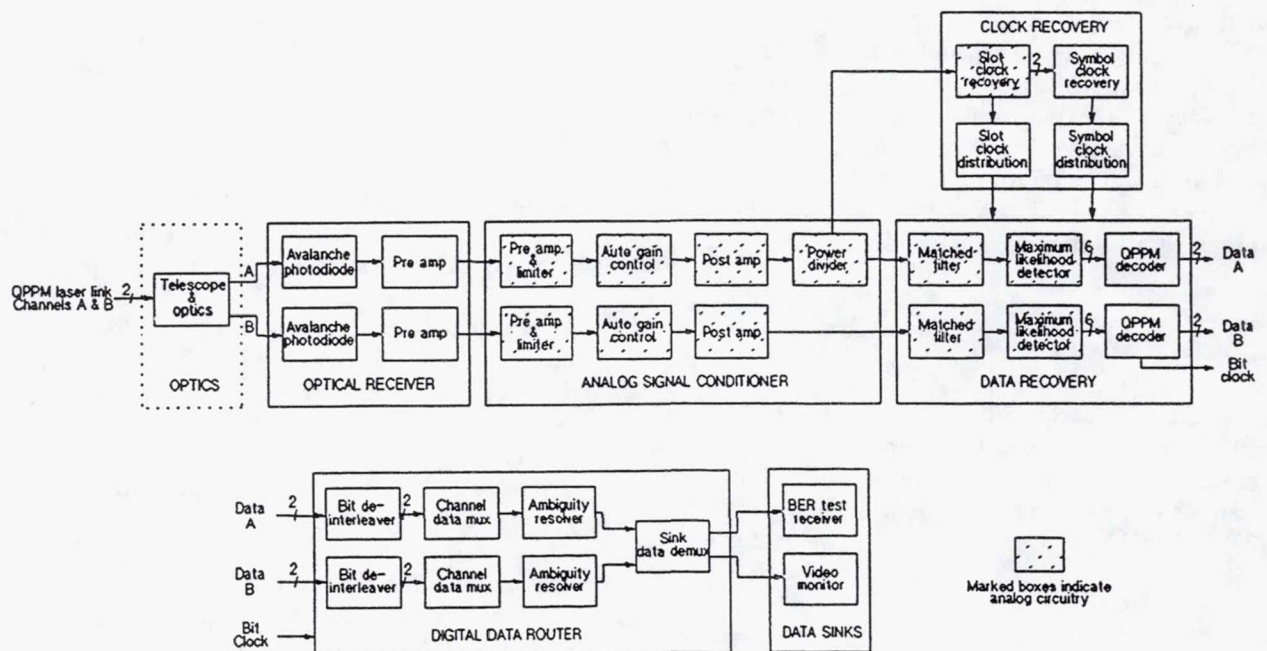 CLOCK RECOVERY
Slot
clock
recovery
2
Symbol
clock
recovery
Slot
clock
distribution
Symbol
clock
distribution
QPPM laser link
Channels A & B
2
Telescope
&
optics
OPTICS
A
B
Avalanche
photodiode
Pre amp
Avalanche
photodiode
Pre amp
OPTICAL RECEIVER
Pre amp
&
limiter
Auto gain
control
Post amp
Power
divider
Pre amp
&
limiter
Auto gain
control
Post amp
ANALOG SIGNAL CONDITIONER
Matched
filter
Maximum
likelihood
detector
6
QPPM
decoder
2
Data
A
Matched
filter
Maximum
likelihood
detector
6
QPPM
decoder
2
Data
B
Bit
clock
DATA RECOVERY
Data
A
2
Bit de-
interleaver
2
Channel
data mux
Ambiguity
resolver
Data
B
2
Bit de-
interleaver
2
Channel
data mux
Ambiguity
resolver
Sink
data demux
Bit
Clock
DIGITAL DATA ROUTER
BER test
receiver
Video
monitor
DATA SINKS
Marked boxes indicate
analog circuitry